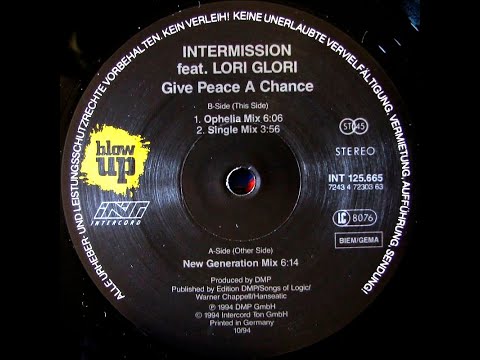 ALLE URHEBER- UND LEISTUNGSSCHUTZRECHTE VORBEHALTEN. KEIN VERLEIH! KEINE UNERLAUBTE VERVIELFÄLTIGUNG, VERMIETUNG, AUFFÜHRUNG, SENDUNG!
INTERMISSION
feat. LORI GLORI
Give Peace A Chance
B-Side (This Side)
1. Ophelia Mix 6:06
2. Single Mix 3:56
blow up
ST 45
STEREO
INT 125.665
7243 4 72303 63
INT
INTERCORD
LC 8076
BIEM/GEMA
A-Side (Other Side)
New Generation Mix 6:14
Produced by DMP
Published by Edition DMP/Songs of Logic/
Warner Chappell/Hanseatic
℗ 1994 DMP GmbH
© 1994 Intercord Ton GmbH
Printed in Germany
10/94